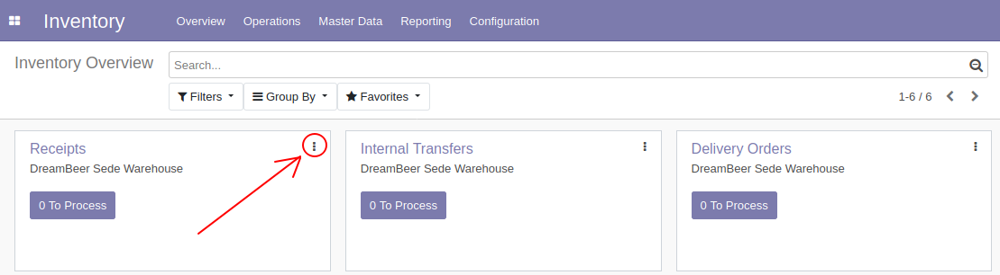 Inventory Overview Operations Master Data Reporting Configuration
Inventory Overview
Search...
Filters Group By Favorites 1-6 / 6
Receipts
DreamBeer Sede Warehouse
0 To Process
Internal Transfers
DreamBeer Sede Warehouse
0 To Process
Delivery Orders
DreamBeer Sede Warehouse
0 To Process